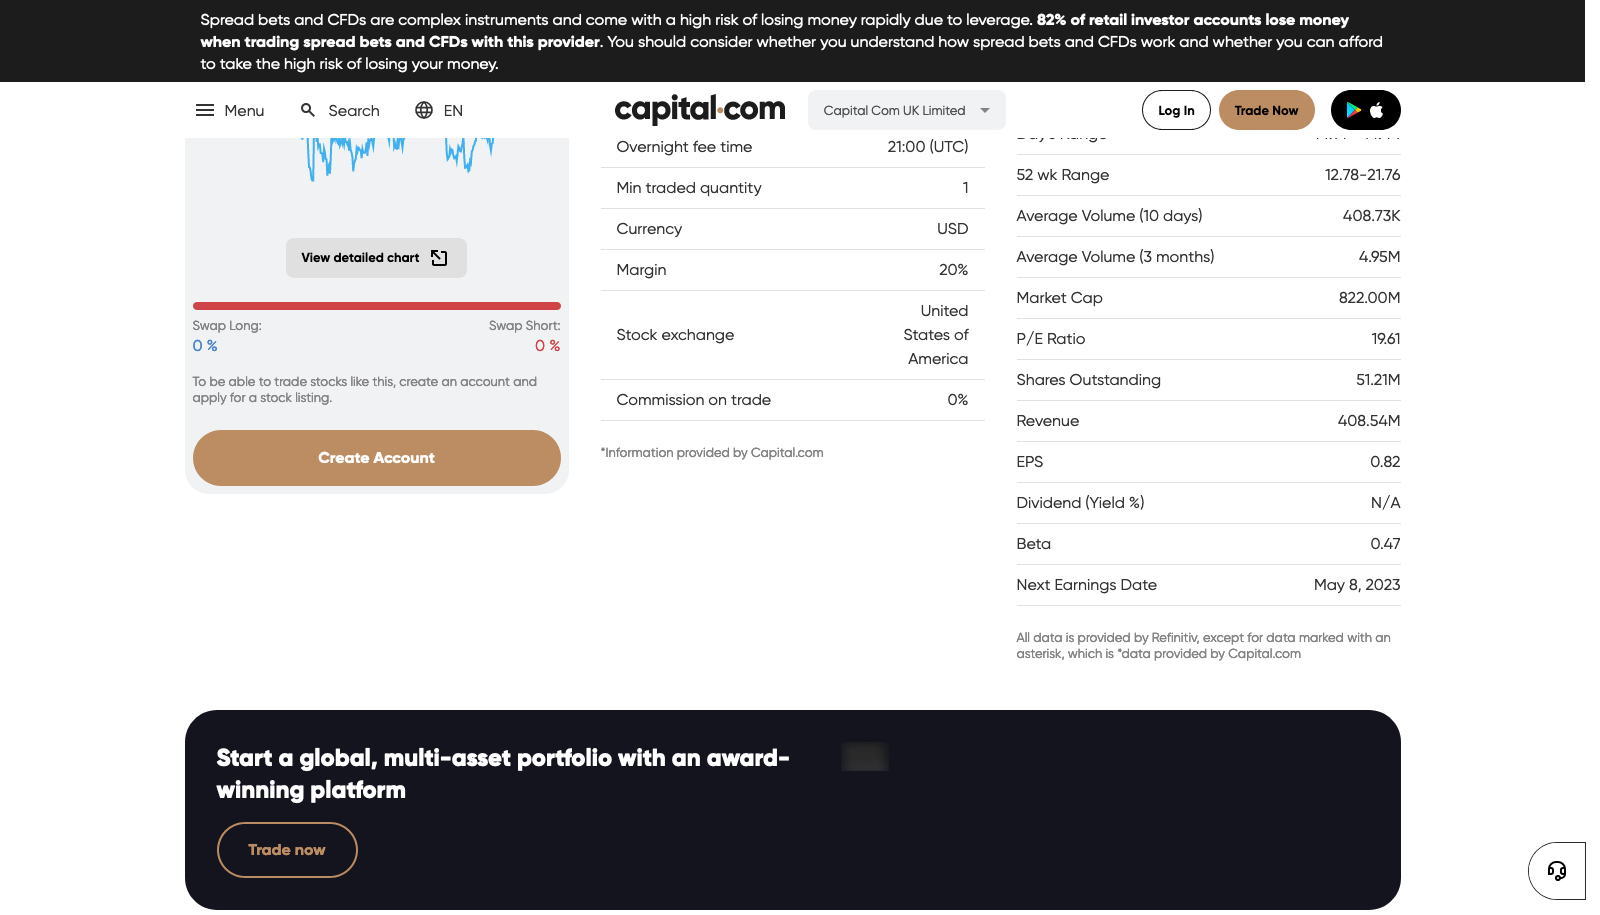 Spread bets and CFDs are complex instruments and come with a high risk of losing money rapidly due to leverage. 82% of retail investor accounts lose money
when trading spread bets and CFDs with this provider. You should consider whether you understand how spread bets and CFDs work and whether you can afford
to take the high risk of losing your money.
Menu
Search
EN
capital.com
Capital Com UK Limited
Log In
Trade Now
View detailed chart
Swap Long:
Swap Short:
0 %
0 %
To be able to trade stocks like this, create an account and
apply for a stock listing.
Create Account
Overnight fee time 21:00 (UTC)
Min traded quantity 1
Currency USD
Margin 20%
Stock exchange
United
States of
America
Commission on trade 0%
*Information provided by Capital.com
52 wk Range 12.78-21.76
Average Volume (10 days) 408.73K
Average Volume (3 months) 4.95M
Market Cap 822.00M
P/E Ratio 19.61
Shares Outstanding 51.21M
Revenue 408.54M
EPS 0.82
Dividend (Yield %) N/A
Beta 0.47
Next Earnings Date May 8, 2023
All data is provided by Refinitiv, except for data marked with an
asterisk, which is *data provided by Capital.com
Start a global, multi-asset portfolio with an award-
winning platform
Trade now